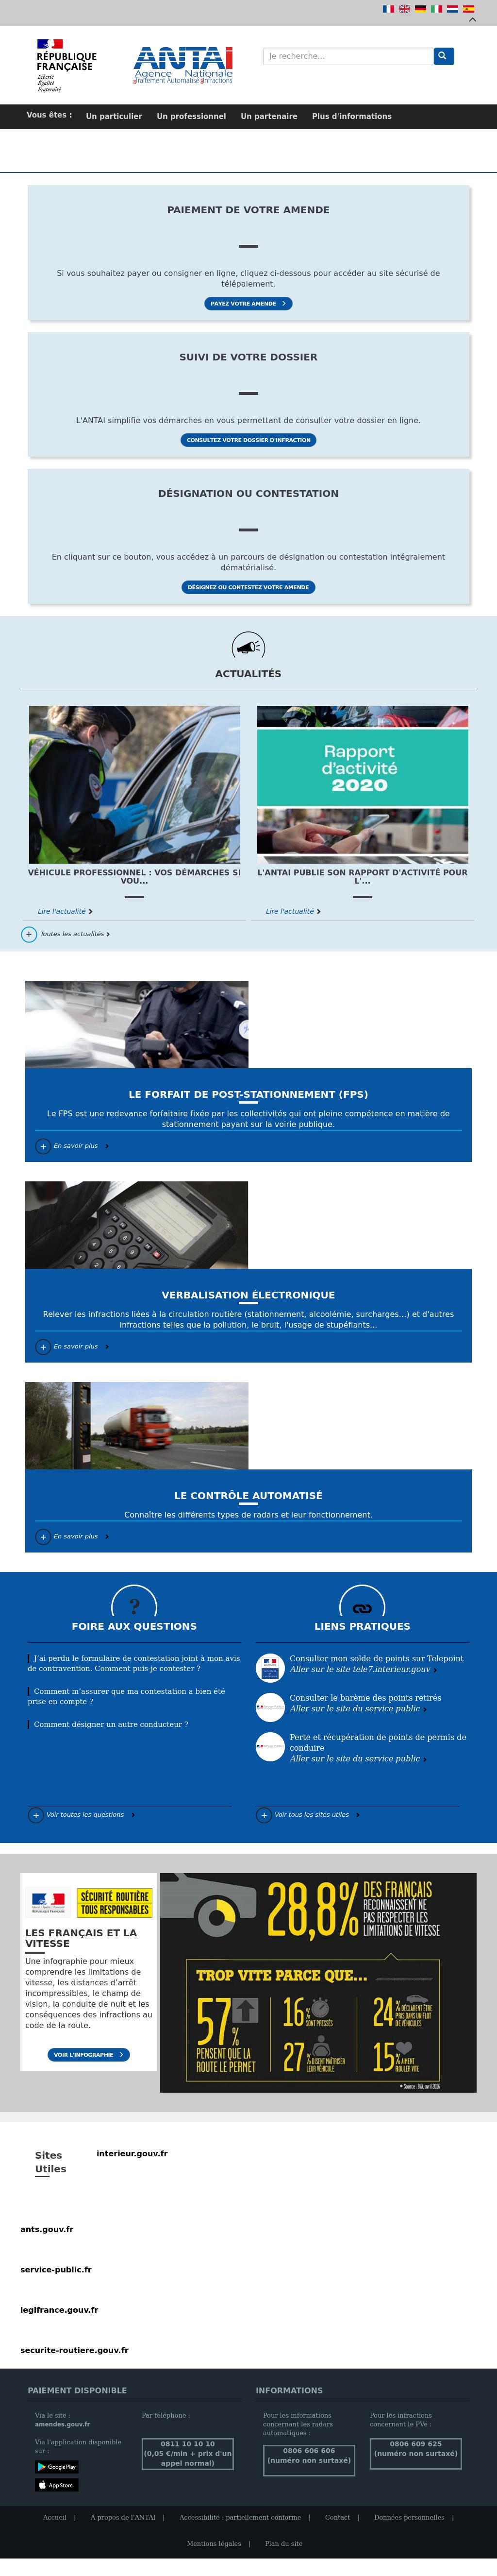 RÉPUBLIQUE
FRANÇAISE
Liberté
Égalité
Fraternité
ANTAI
Agence Nationale
Traitement Automatisé Infractions
Je recherche...
Vous êtes :
Un particulier
Un professionnel
Un partenaire
Plus d'informations
PAIEMENT DE VOTRE AMENDE
Si vous souhaitez payer ou consigner en ligne, cliquez ci-dessous pour accéder au site sécurisé de
télépaiement.
PAYEZ VOTRE AMENDE
SUIVI DE VOTRE DOSSIER
L'ANTAI simplifie vos démarches en vous permettant de consulter votre dossier en ligne.
CONSULTEZ VOTRE DOSSIER D'INFRACTION
DÉSIGNATION OU CONTESTATION
En cliquant sur ce bouton, vous accédez à un parcours de désignation ou contestation intégralement
dématérialisé.
DÉSIGNEZ OU CONTESTEZ VOTRE AMENDE
ACTUALITÉS
Rapport
d'activité
2020
VÉHICULE PROFESSIONNEL : VOS DÉMARCHES SI
VOU...
Lire l'actualité
L'ANTAI PUBLIE SON RAPPORT D'ACTIVITÉ POUR
L'...
Lire l'actualité
+ Toutes les actualités
LE FORFAIT DE POST-STATIONNEMENT (FPS)
Le FPS est une redevance forfaitaire fixée par les collectivités qui ont pleine compétence en matière de
stationnement payant sur la voirie publique.
+ En savoir plus
VERBALISATION ÉLECTRONIQUE
Relever les infractions liées à la circulation routière (stationnement, alcoolémie, surcharges...) et d'autres
infractions telles que la pollution, le bruit, l'usage de stupéfiants...
+ En savoir plus
LE CONTRÔLE AUTOMATISÉ
Connaître les différents types de radars et leur fonctionnement.
+ En savoir plus
?
FOIRE AUX QUESTIONS
J'ai perdu le formulaire de contestation joint à mon avis
de contravention. Comment puis-je contester ?
Comment m'assurer que ma contestation a bien été
prise en compte ?
Comment désigner un autre conducteur ?
+ Voir toutes les questions
LIENS PRATIQUES
Consulter mon solde de points sur Telepoint
Aller sur le site tele7.interieur.gouv
Consulter le barème des points retirés
Aller sur le site du service public
Perte et récupération de points de permis de
conduire
Aller sur le site du service public
+ Voir tous les sites utiles
SÉCURITÉ ROUTIÈRE
TOUS RESPONSABLES
LES FRANÇAIS ET LA
VITESSE
Une infographie pour mieux
comprendre les limitations de
vitesse, les distances d'arrêt
incompressibles, le champ de
vision, la conduite de nuit et les
conséquences des infractions au
code de la route.
VOIR L'INFOGRAPHIE
28,8%
DES FRANÇAIS
RECONNAISSENT NE
PAS RESPECTER LES
LIMITATIONS DE VITESSE
TROP VITE PARCE QUE...
57%
PENSENT QUE LA
ROUTE LE PERMET
16%
SONT PRESSÉS
24%
DÉCLARENT ÊTRE
PRIS DANS UN FLOT
DE VÉHICULES
27%
DISENT MAÎTRISER
LEUR VÉHICULE
15%
AIMENT
ROULER VITE
* Source : BVA, avril 2014
Sites
Utiles
interieur.gouv.fr
ants.gouv.fr
service-public.fr
legifrance.gouv.fr
securite-routiere.gouv.fr
PAIEMENT DISPONIBLE
Via le site :
amendes.gouv.fr
Via l'application disponible
sur :
Google Play
App Store
Par téléphone :
0811 10 10 10
(0,05 €/min + prix d'un
appel normal)
INFORMATIONS
Pour les informations
concernant les radars
automatiques :
0806 606 606
(numéro non surtaxé)
Pour les infractions
concernant le PVe :
0806 609 625
(numéro non surtaxé)
Accueil |
À propos de l'ANTAI |
Accessibilité : partiellement conforme |
Contact |
Données personnelles |
Mentions légales |
Plan du site